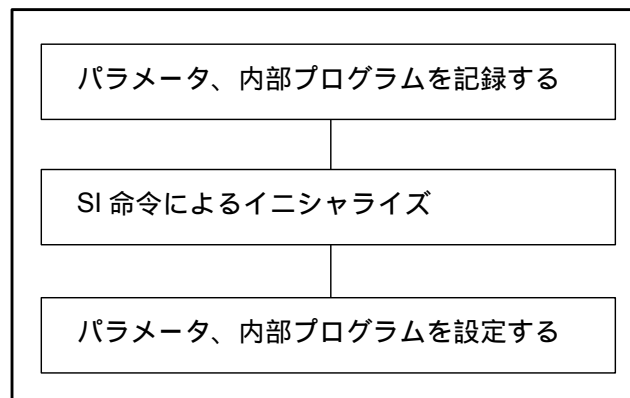 パラメータ、内部プログラムを記録する
SI 命令によるイニシャライズ
パラメータ、内部プログラムを設定する